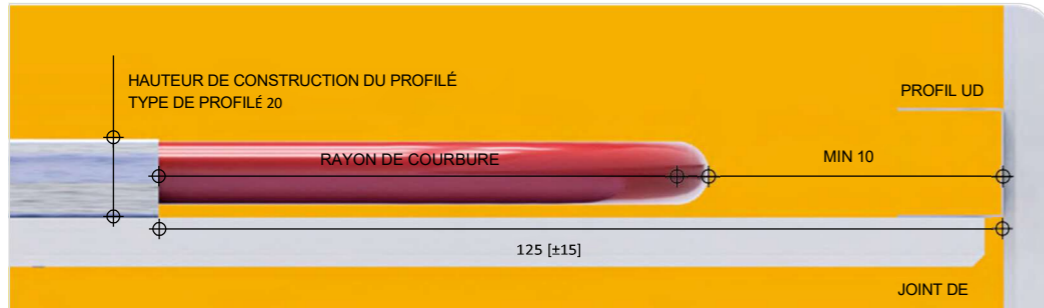 HAUTEUR DE CONSTRUCTION DU PROFILÉ
TYPE DE PROFILÉ 20
PROFIL UD
RAYON DE COURBURE
MIN 10
125 [±15]
JOINT DE